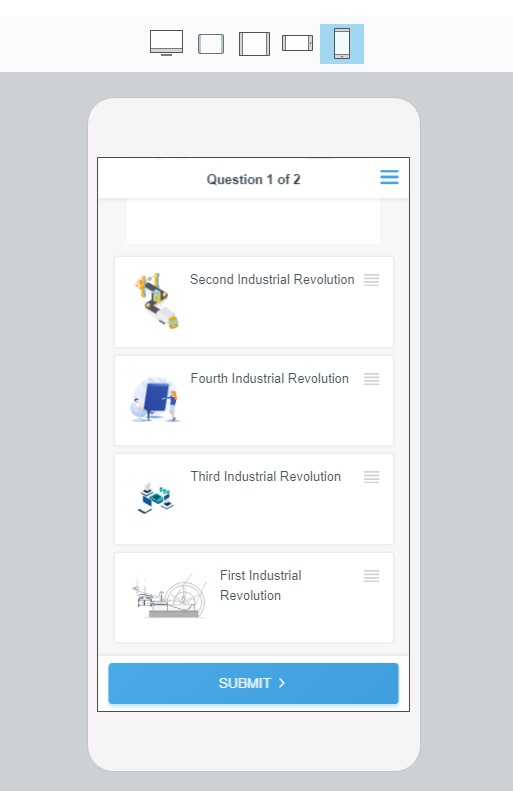 Question 1 of 2
Second Industrial Revolution
Fourth Industrial Revolution
Third Industrial Revolution
First Industrial
Revolution
SUBMIT